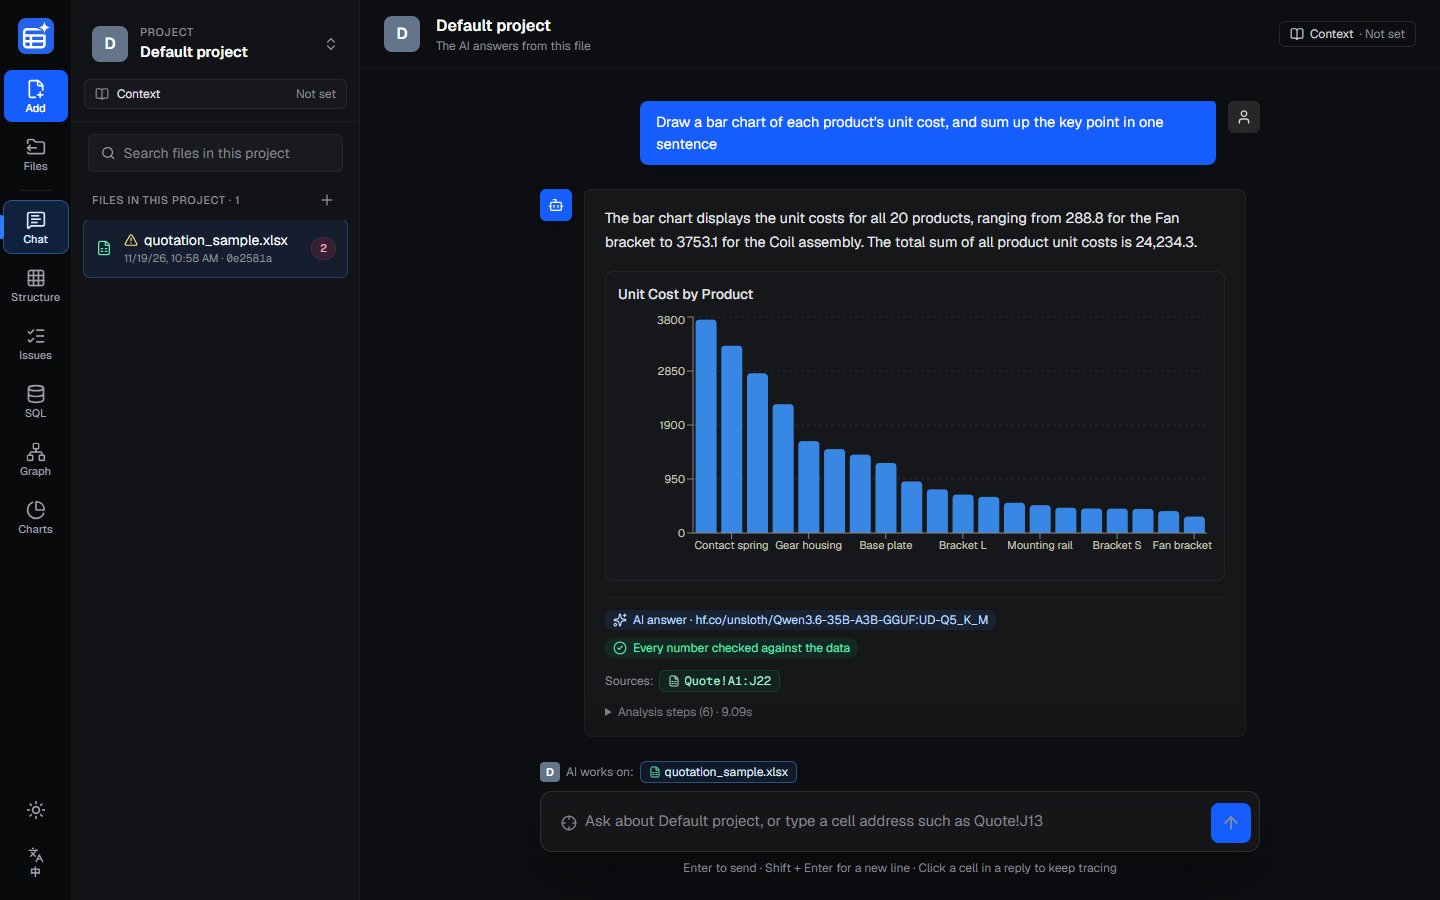 Add
Files
Chat
Structure
Issues
SQL
Graph
Charts
中
D
PROJECT
Default project
Context
Not set
Search files in this project
FILES IN THIS PROJECT · 1
quotation_sample.xlsx
11/19/26, 10:58 AM · 0e2581a
2
D
Default project
The AI answers from this file
Context · Not set
Draw a bar chart of each product's unit cost, and sum up the key point in one
sentence
The bar chart displays the unit costs for all 20 products, ranging from 288.8 for the Fan
bracket to 3753.1 for the Coil assembly. The total sum of all product unit costs is 24,234.3.
Unit Cost by Product
3800
2850
1900
950
0
Contact spring Gear housing Base plate Bracket L Mounting rail Bracket S Fan bracket
AI answer · hf.co/unsloth/Qwen3.6-35B-A3B-GGUF:UD-Q5_K_M
Every number checked against the data
Sources: Quote!A1:J22
Analysis steps (6) · 9.09s
D AI works on: quotation_sample.xlsx
Ask about Default project, or type a cell address such as Quote!J13
Enter to send · Shift + Enter for a new line · Click a cell in a reply to keep tracing